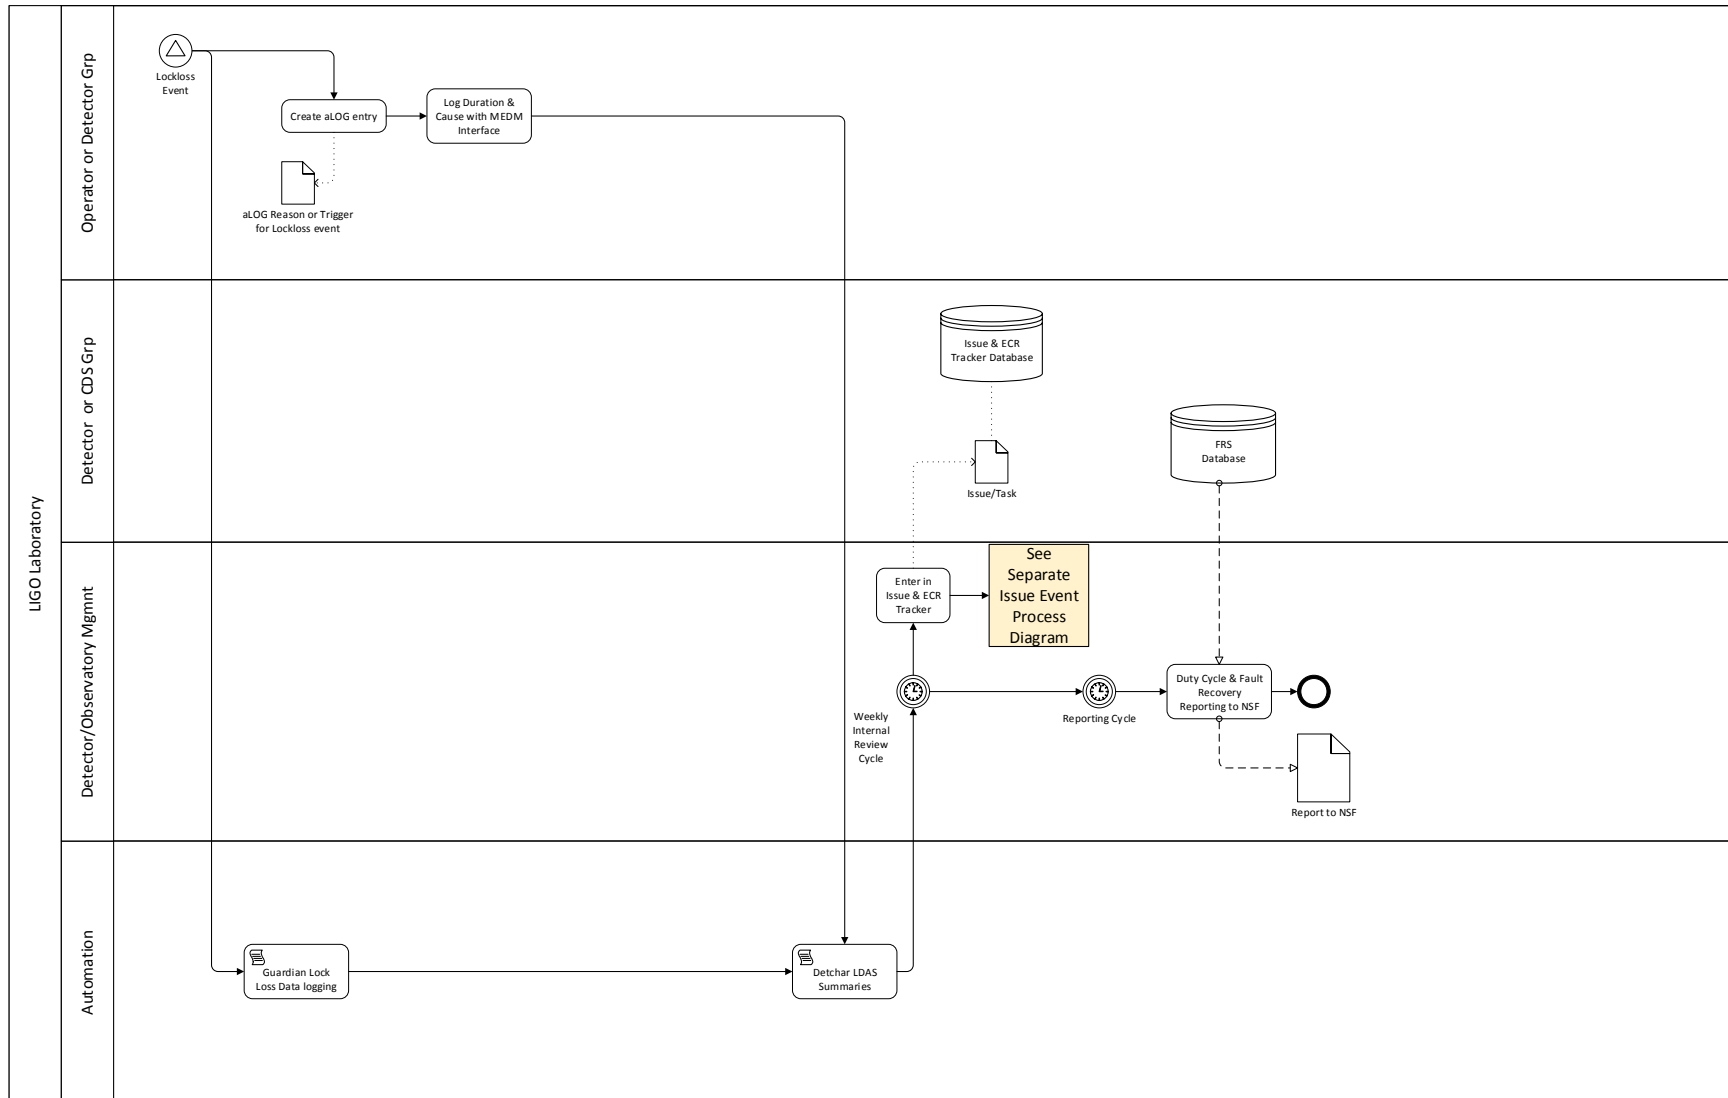 LIGO Laboratory
Operator or Detector Grp
Lockloss
Event
Create aLOG entry
Log Duration &
Cause with MEDM
Interface
aLOG Reason or Trigger
for Lockloss event
Detector or CDS Grp
Issue & ECR
Tracker Database
FRS
Database
Issue/Task
Detector/Observatory Mgmnt
Enter in
Issue & ECR
Tracker
See
Separate
Issue Event
Process
Diagram
Weekly
Internal
Review
Cycle
Reporting Cycle
Duty Cycle & Fault
Recovery
Reporting to NSF
Report to NSF
Automation
Guardian Lock
Loss Data logging
Detchar LDAS
Summaries